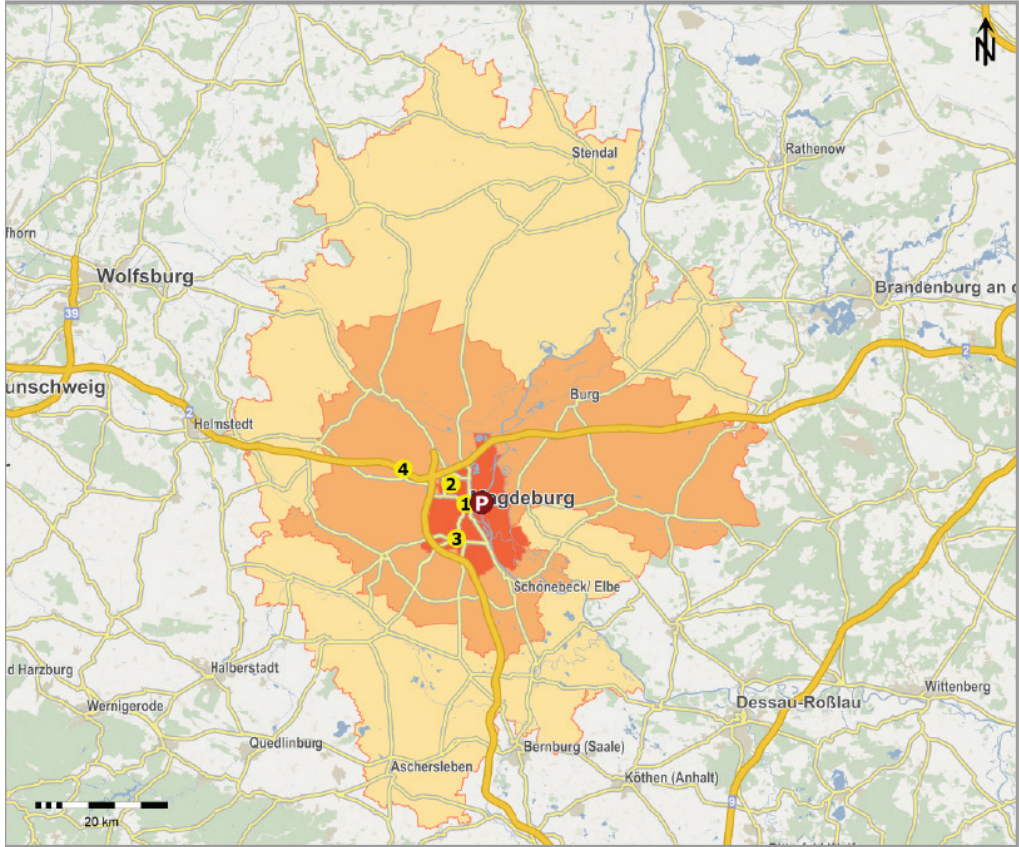 N
Stendal
Rathenow
fhorn
Wolfsburg
Brandenburg an d
39
2
unschweig
Burg
2
Helmstedt
4
2
1
P
agdeburg
3
Schönebeck/ Elbe
d Harzburg
Halberstadt
Wittenberg
Wernigerode
Dessau-Roßlau
Quedlinburg
Bernburg (Saale)
Aschersleben
Köthen (Anhalt)
9
20 km